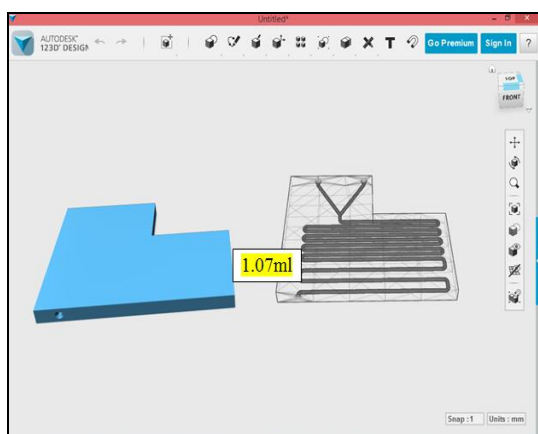 Untitled*
AUTODESK®
123D® DESIGN
T
Go Premium
Sign In
?
TOP
FRONT
1.07ml
Snap : 1
Units : mm